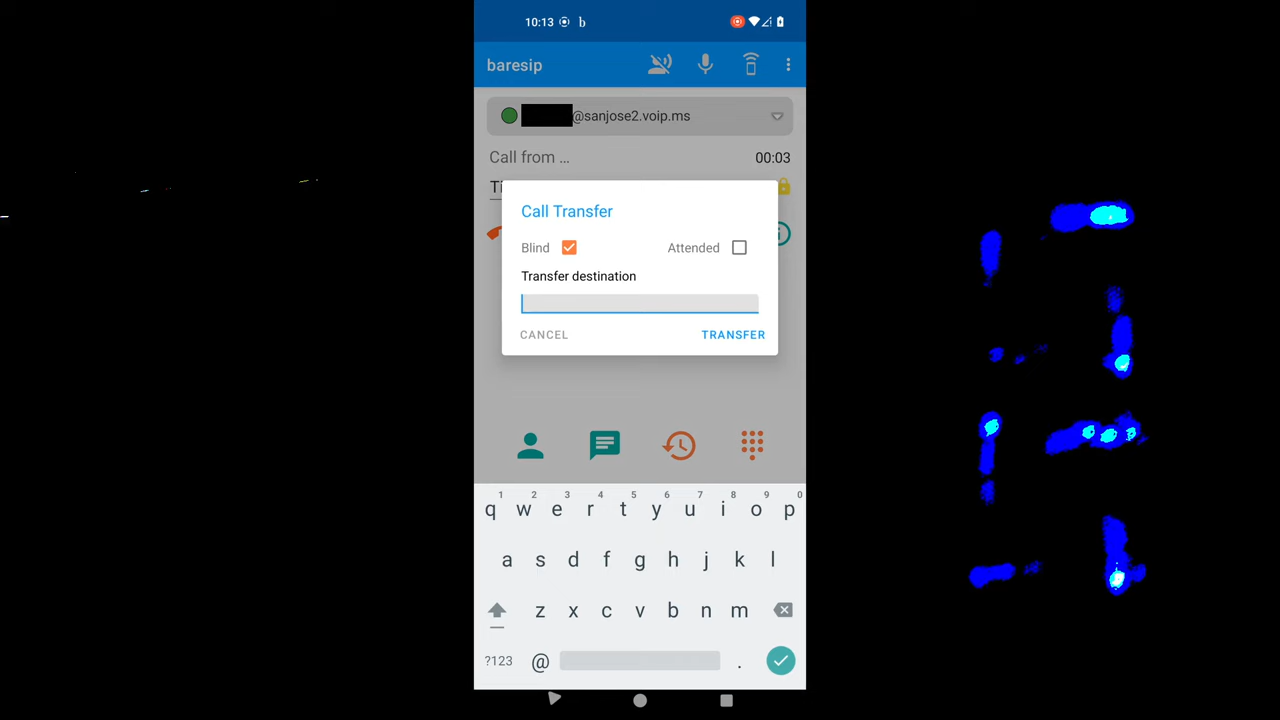 10:13 b
baresip
@sanjose2.voip.ms
Call from ...
00:03
Call Transfer
Blind
Attended
Transfer destination
CANCEL
TRANSFER
1 2 3 4 5 6 7 8 9 0
q w e r t y u i o p
a s d f g h j k l
z x c v b n m
?123 @ .